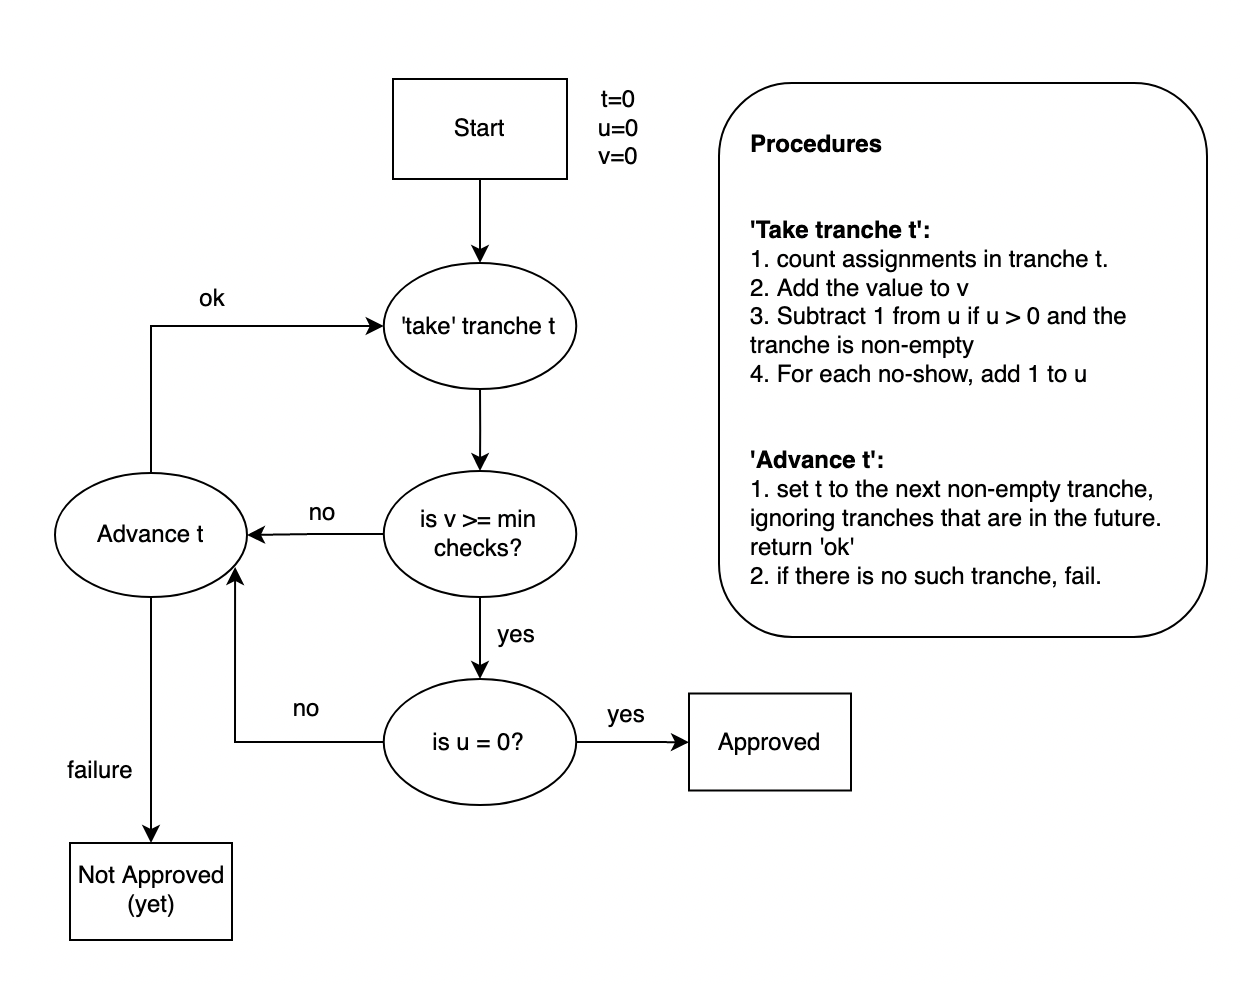 Start
t=0
u=0
v=0
Procedures
'Take tranche t':
1. count assignments in tranche t.
2. Add the value to v
3. Subtract 1 from u if u > 0 and the
tranche is non-empty
4. For each no-show, add 1 to u
'Advance t':
1. set t to the next non-empty tranche,
ignoring tranches that are in the future.
return 'ok'
2. if there is no such tranche, fail.
ok
'take' tranche t
Advance t
no
is v >= min
checks?
yes
no
is u = 0?
yes
Approved
failure
Not Approved
(yet)